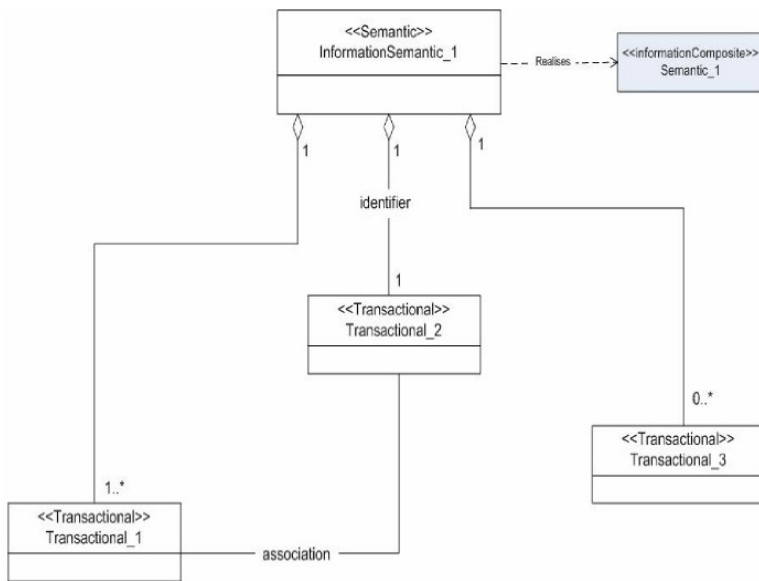 <<Semantic>>
InformationSemantic_1
Realises
<<informationComposite>>
Semantic_1
1
1
1
identifier
1
<<Transactional>>
Transactional_2
0..*
<<Transactional>>
Transactional_3
1..*
<<Transactional>>
Transactional_1
association